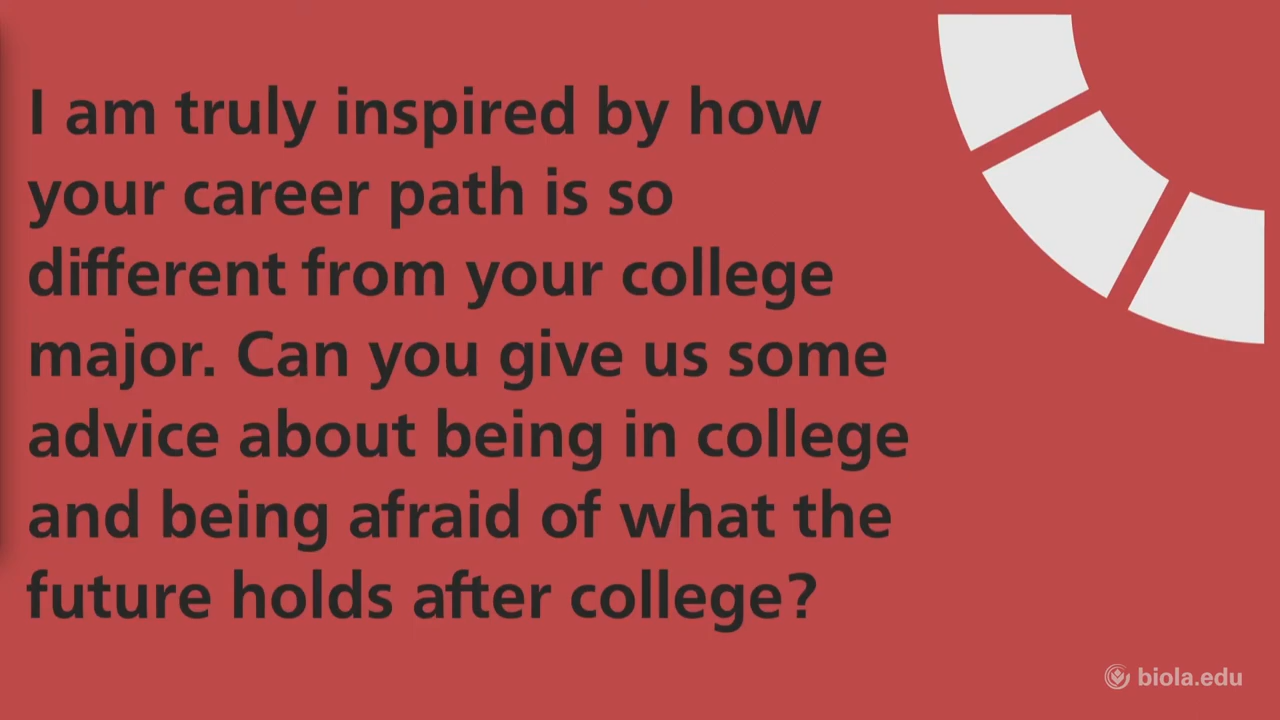 I am truly inspired by how
your career path is so
different from your college
major. Can you give us some
advice about being in college
and being afraid of what the
future holds after college?
biola.edu